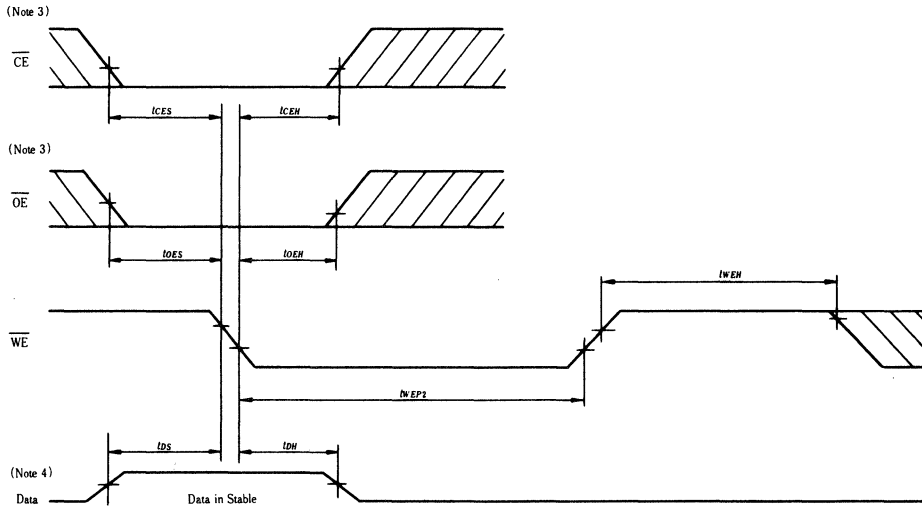 (Note 3)
CE
tCES
tCEH
(Note 3)
OE
tOES
tOEH
tWEH
WE
tWEP2
tDS
tDH
(Note 4)
Data
Data in Stable